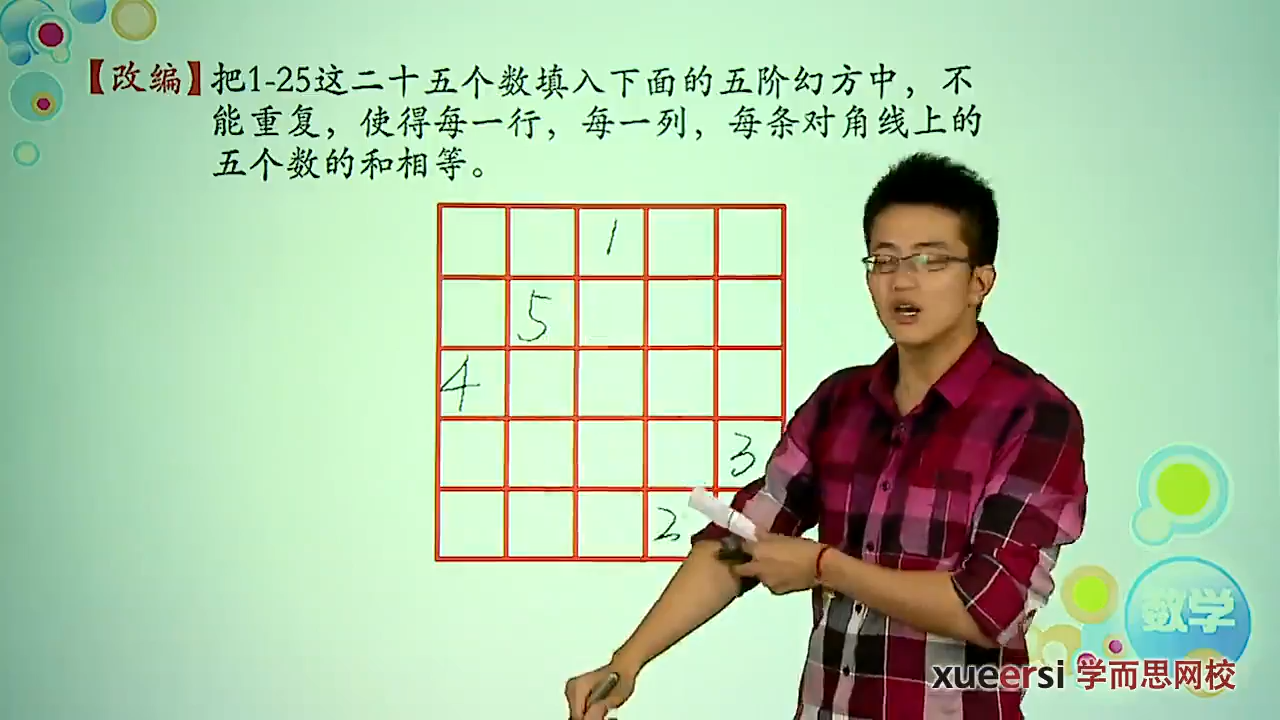 【改编】把1-25这二十五个数填入下面的五阶幻方中，不
能重复，使得每一行，每一列，每条对角线上的
五个数的和相等。
1
5
4
3
2
数学
xueersi 学而思网校